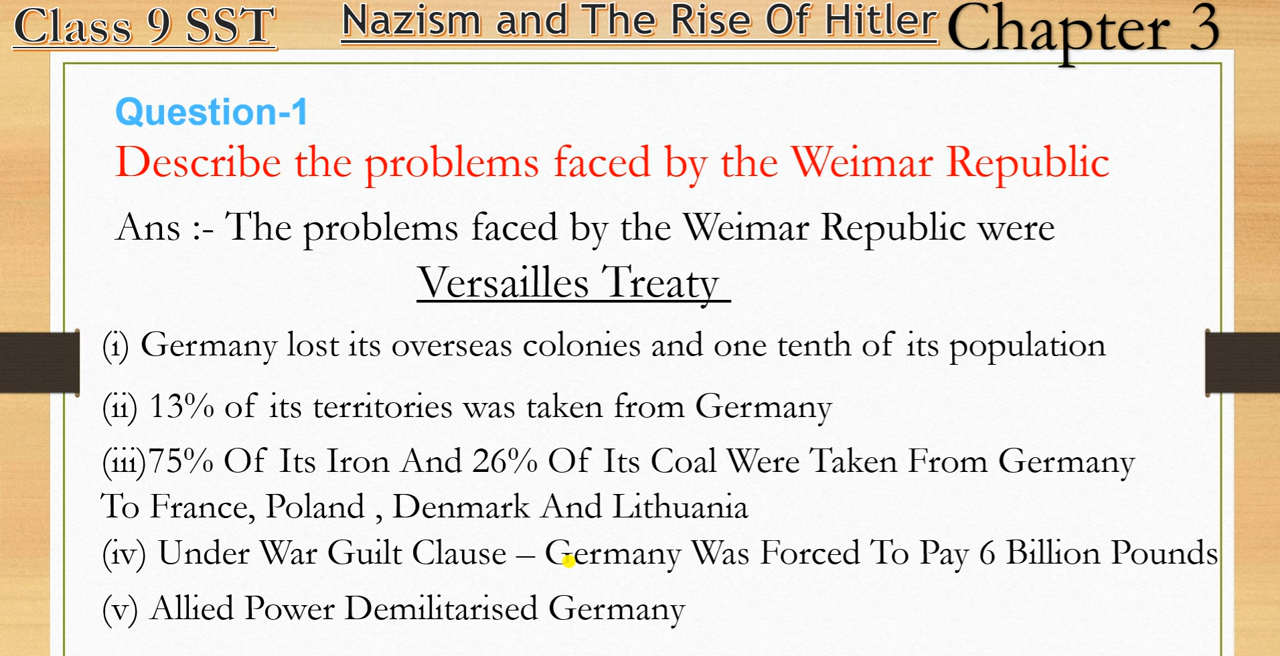 Class 9 SST Nazism and The Rise Of Hitler Chapter 3
Question-1
Describe the problems faced by the Weimar Republic
Ans :- The problems faced by the Weimar Republic were
Versailles Treaty
(i) Germany lost its overseas colonies and one tenth of its population
(ii) 13% of its territories was taken from Germany
(iii)75% Of Its Iron And 26% Of Its Coal Were Taken From Germany
To France, Poland , Denmark And Lithuania
(iv) Under War Guilt Clause – Germany Was Forced To Pay 6 Billion Pounds
(v) Allied Power Demilitarised Germany